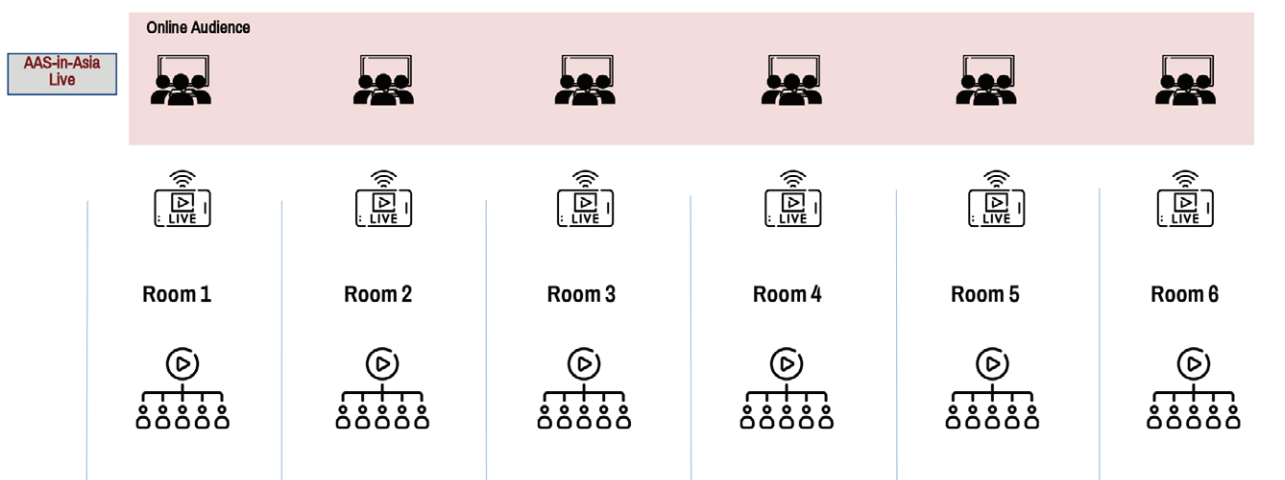 Online Audience
AAS-in-Asia
Live
LIVE
LIVE
LIVE
LIVE
LIVE
LIVE
Room 1
Room 2
Room 3
Room 4
Room 5
Room 6